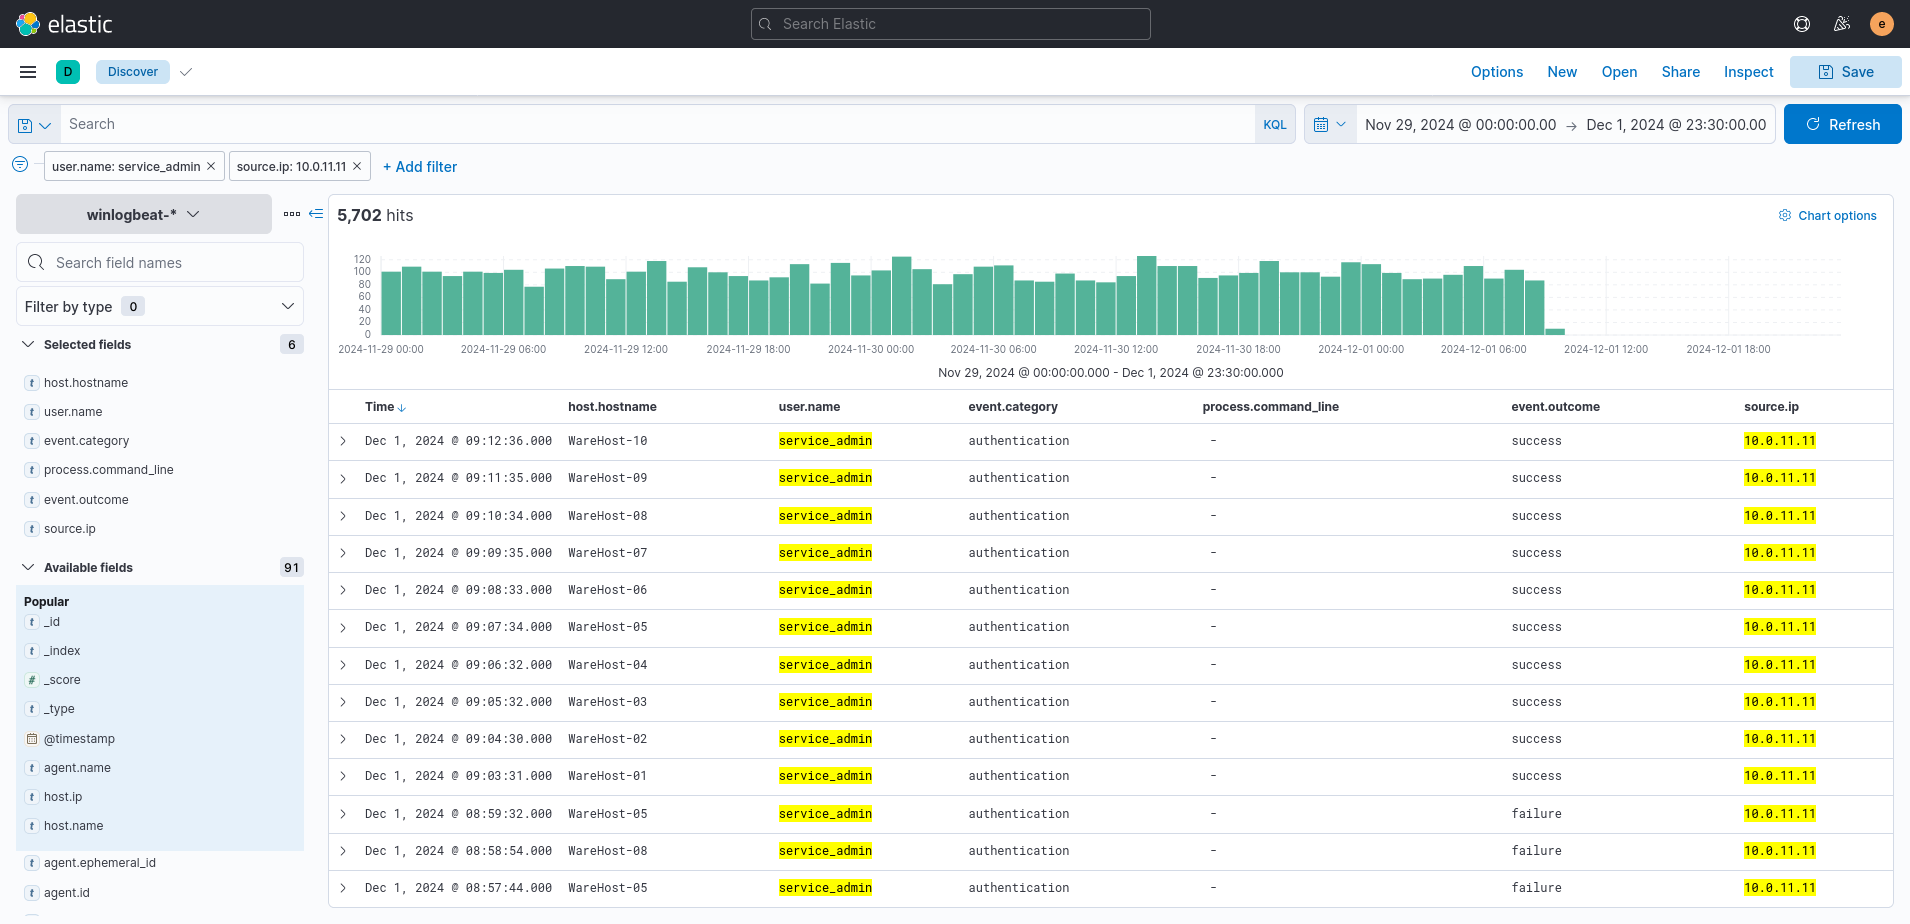 elastic
Search Elastic
e
D
Discover
Options
New
Open
Share
Inspect
Save
Search
KQL
Nov 29, 2024 @ 00:00:00.00 → Dec 1, 2024 @ 23:30:00.00
Refresh
user.name: service_admin ×
source.ip: 10.0.11.11 ×
+ Add filter
winlogbeat-*
Search field names
Filter by type 0
Selected fields 6
t host.hostname
t user.name
t event.category
t process.command_line
t event.outcome
t source.ip
Available fields 91
Popular
t _id
t _index
# _score
t _type
@timestamp
t agent.name
t host.ip
t host.name
t agent.ephemeral_id
t agent.id
5,702 hits
Chart options
120
100
80
60
40
20
0
2024-11-29 00:00 2024-11-29 06:00 2024-11-29 12:00 2024-11-29 18:00 2024-11-30 00:00 2024-11-30 06:00 2024-11-30 12:00 2024-11-30 18:00 2024-12-01 00:00 2024-12-01 06:00 2024-12-01 12:00 2024-12-01 18:00
Nov 29, 2024 @ 00:00:00.000 - Dec 1, 2024 @ 23:30:00.000
Time ↓ host.hostname user.name event.category process.command_line event.outcome source.ip
Dec 1, 2024 @ 09:12:36.000 WareHost-10 service_admin authentication - success 10.0.11.11
Dec 1, 2024 @ 09:11:35.000 WareHost-09 service_admin authentication - success 10.0.11.11
Dec 1, 2024 @ 09:10:34.000 WareHost-08 service_admin authentication - success 10.0.11.11
Dec 1, 2024 @ 09:09:35.000 WareHost-07 service_admin authentication - success 10.0.11.11
Dec 1, 2024 @ 09:08:33.000 WareHost-06 service_admin authentication - success 10.0.11.11
Dec 1, 2024 @ 09:07:34.000 WareHost-05 service_admin authentication - success 10.0.11.11
Dec 1, 2024 @ 09:06:32.000 WareHost-04 service_admin authentication - success 10.0.11.11
Dec 1, 2024 @ 09:05:32.000 WareHost-03 service_admin authentication - success 10.0.11.11
Dec 1, 2024 @ 09:04:30.000 WareHost-02 service_admin authentication - success 10.0.11.11
Dec 1, 2024 @ 09:03:31.000 WareHost-01 service_admin authentication - success 10.0.11.11
Dec 1, 2024 @ 08:59:32.000 WareHost-05 service_admin authentication - failure 10.0.11.11
Dec 1, 2024 @ 08:58:54.000 WareHost-08 service_admin authentication - failure 10.0.11.11
Dec 1, 2024 @ 08:57:44.000 WareHost-05 service_admin authentication - failure 10.0.11.11